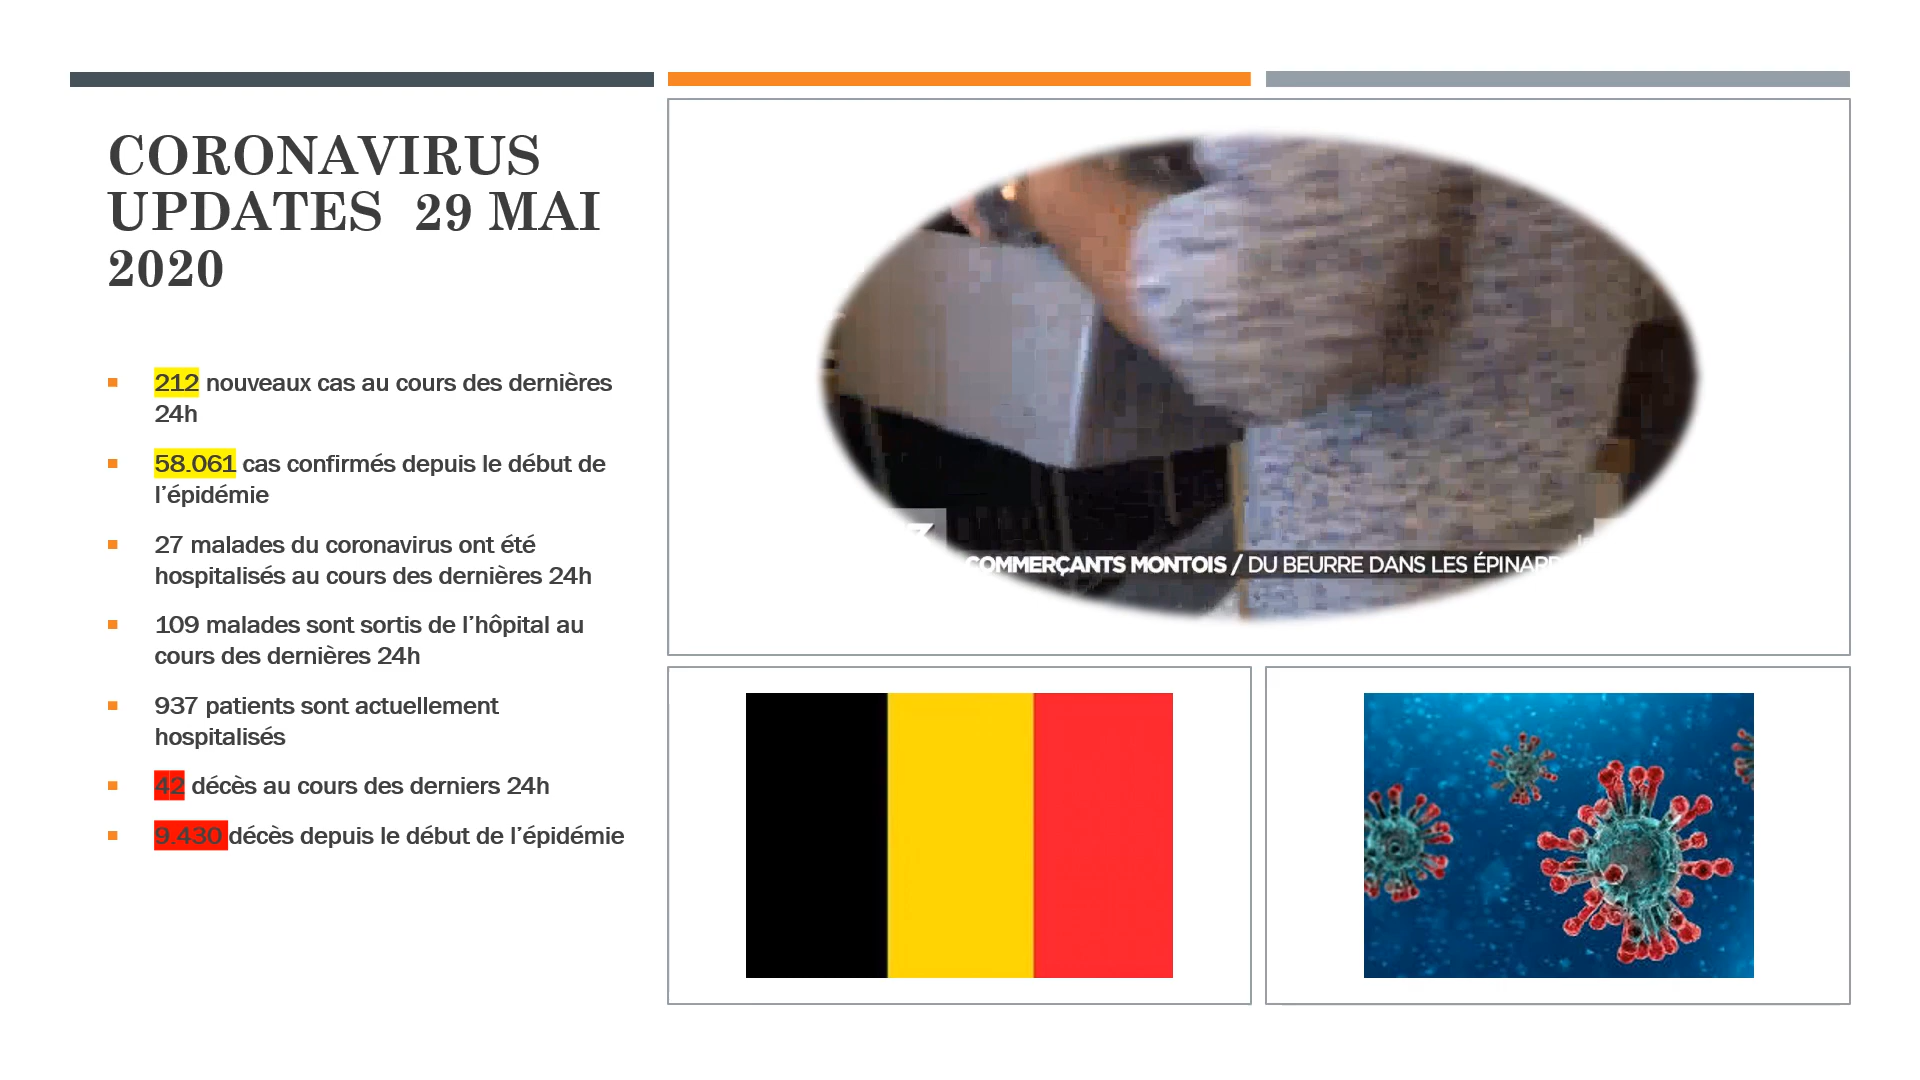 CORONAVIRUS
UPDATES 29 MAI
2020
212 nouveaux cas au cours des dernières
24h
58.061 cas confirmés depuis le début de
l’épidémie
27 malades du coronavirus ont été
hospitalisés au cours des dernières 24h
109 malades sont sortis de l’hôpital au
cours des dernières 24h
937 patients sont actuellement
hospitalisés
42 décès au cours des derniers 24h
9.430 décès depuis le début de l’épidémie
COMMERÇANTS MONTOIS / DU BEURRE DANS LES ÉPINARD